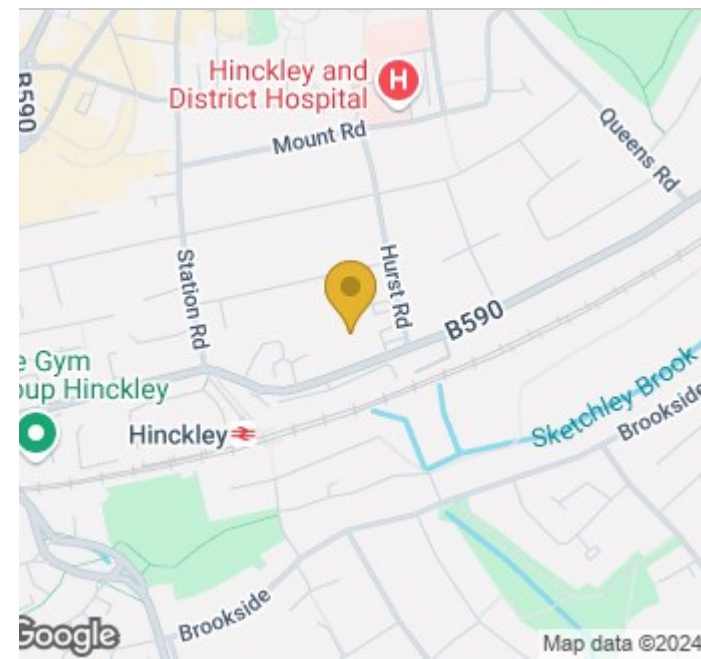 B590
Hinckley and
District Hospital
H
Mount Rd
Queens Rd
Station Rd
Hurst Rd
B590
e Gym
oup Hinckley
Hinckley
Sketchley Brook
Brookside
Brookside
Google
Map data ©2024